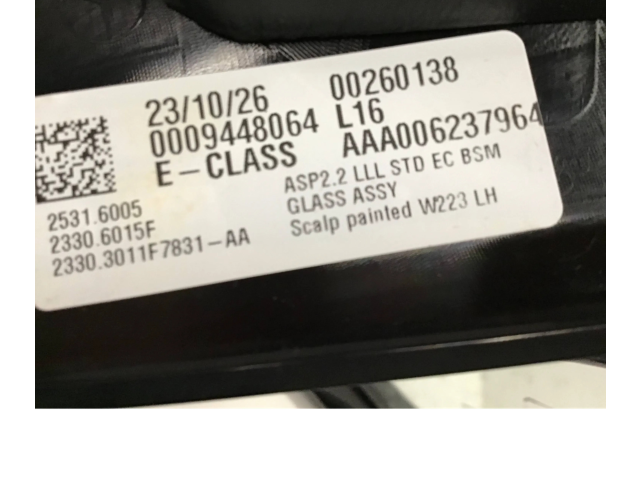 23/10/26 00260138
0009448064 L16
E-CLASS AAA006237964
2531.6005
2330.6015F
2330.3011F7831-AA
ASP2.2 LLL STD EC BSM
GLASS ASSY
Scalp painted W223 LH